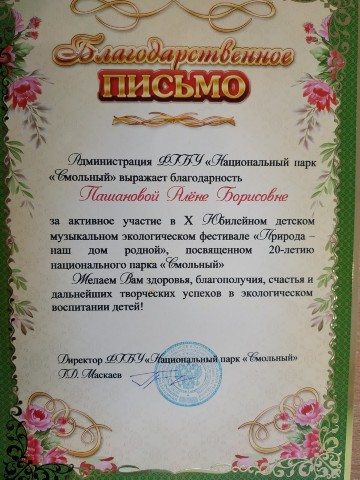 Благодарственное
ПИСЬМО
Администрация ФГБУ «Национальный парк
«Смольный» выражает благодарность
Пашановой Алёне Борисовне
за активное участие в X Юбилейном детском
музыкальном экологическом фестивале «Природа –
наш дом родной», посвященном 20-летию
национального парка «Смольный»
Желаем Вам здоровья, благополучия, счастья и
дальнейших творческих успехов в экологическом
воспитании детей!
Директор ФГБУ «Национальный парк «Смольный»
Г.Д. Маскаев